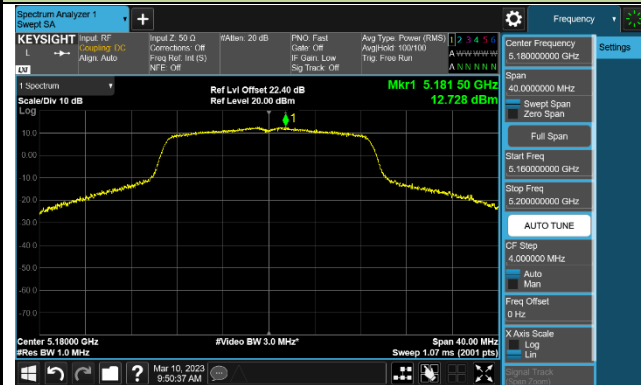 Spectrum Analyzer 1
Swept SA
Frequency
KEYSIGHT
L
LXI
Input: RF
Coupling: DC
Align: Auto
Input Z: 50 Ω
Corrections: Off
Freq Ref: Int (S)
NFE: Off
#Atten: 20 dB
PNO: Fast
Gate: Off
IF Gain: Low
Sig Track: Off
Avg Type: Power (RMS)
Avg|Hold: 100/100
Trig: Free Run
1 2 3 4 5 6
A W W W W W
A N N N N N
1 Spectrum
Scale/Div 10 dB
Log
Ref Lvl Offset 22.40 dB
Ref Level 20.00 dBm
Mkr1 5.181 50 GHz
12.728 dBm
1
10.0
0.00
-10.0
-20.0
-30.0
-40.0
-50.0
-60.0
-70.0
Center 5.18000 GHz
#Res BW 1.0 MHz
#Video BW 3.0 MHz*
Span 40.00 MHz
Sweep 1.07 ms (2001 pts)
Center Frequency
5.180000000 GHz
Span
40.0000000 MHz
Swept Span
Zero Span
Full Span
Start Freq
5.160000000 GHz
Stop Freq
5.200000000 GHz
AUTO TUNE
CF Step
4.000000 MHz
Auto
Man
Freq Offset
0 Hz
X Axis Scale
Log
Lin
Signal Track
(Span Zoom)
Settings
?
Mar 10, 2023
9:50:37 AM